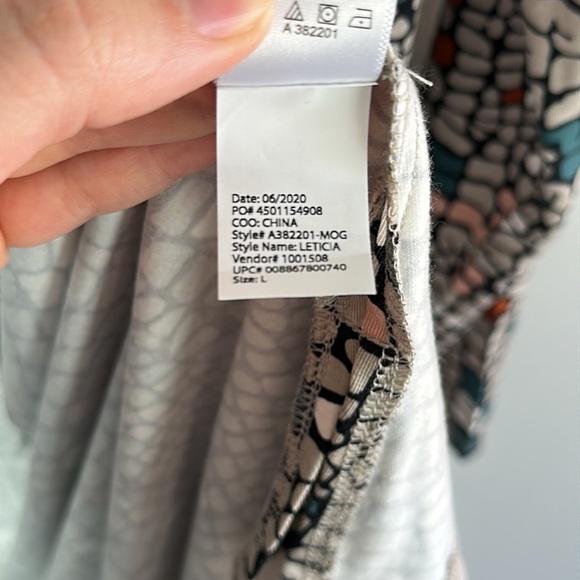 A 382201
Date: 06/2020
PO# 4501154908
COO: CHINA
Style# A382201-MOG
Style Name: LETICIA
Vendor# 1001508
UPC# 008867800740
Size: L